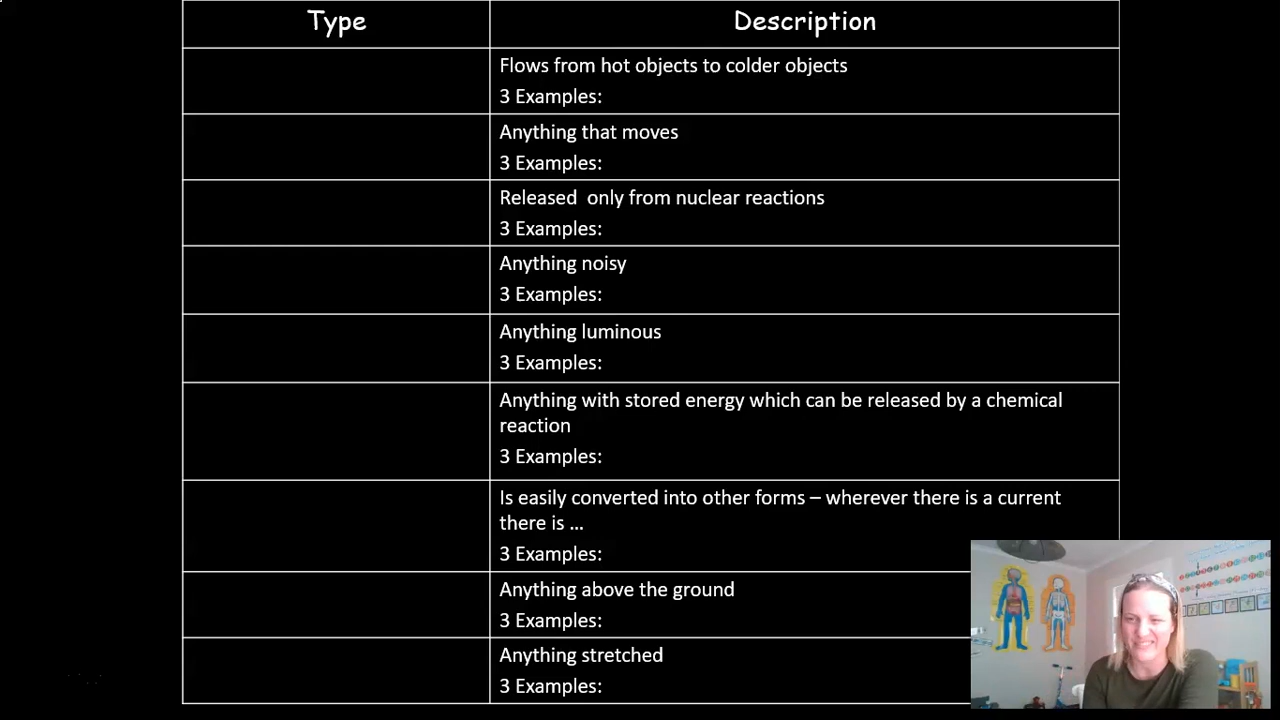 Type
Description
Flows from hot objects to colder objects
3 Examples:
Anything that moves
3 Examples:
Released  only from nuclear reactions
3 Examples:
Anything noisy
3 Examples:
Anything luminous
3 Examples:
Anything with stored energy which can be released by a chemical
reaction
3 Examples:
Is easily converted into other forms – wherever there is a current
there is ...
3 Examples:
Anything above the ground
3 Examples:
Anything stretched
3 Examples: